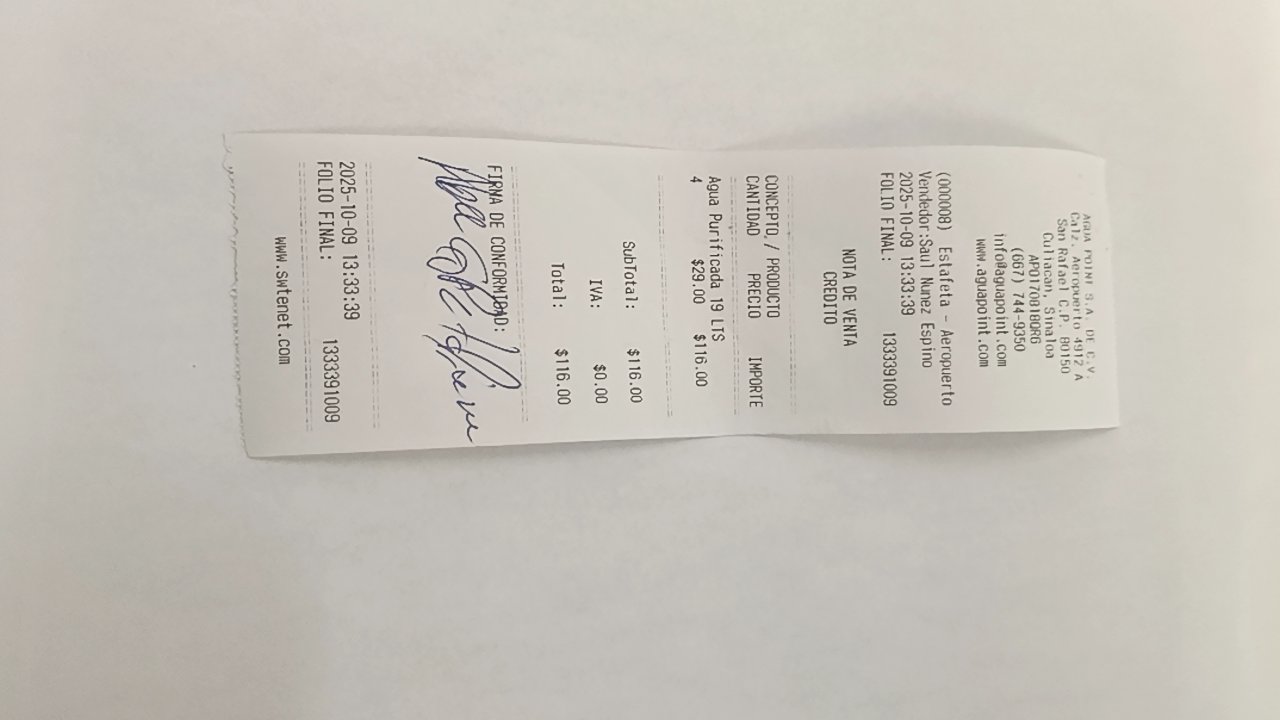 AGUA POINT S.A. DE C.V.
Calz. Aeropuerto 4912 A
San Rafael C.P. 80150
Culiacan, Sinaloa
APO170818QR6
(667) 744-9350
info@aguapoint.com
www.aguapoint.com
(000008) Estafeta - Aeropuerto
Vendedor:Saul Nunez Espino
2025-10-09 13:33:39
FOLIO FINAL: 1333391009
NOTA DE VENTA
CREDITO
CONCEPTO / PRODUCTO
CANTIDAD PRECIO IMPORTE
Agua Purificada 19 LTS
4 $29.00 $116.00
SubTotal: $116.00
IVA: $0.00
Total: $116.00
FIRMA DE CONFORMIDAD:
2025-10-09 13:33:39
FOLIO FINAL: 1333391009
www.swtenet.com